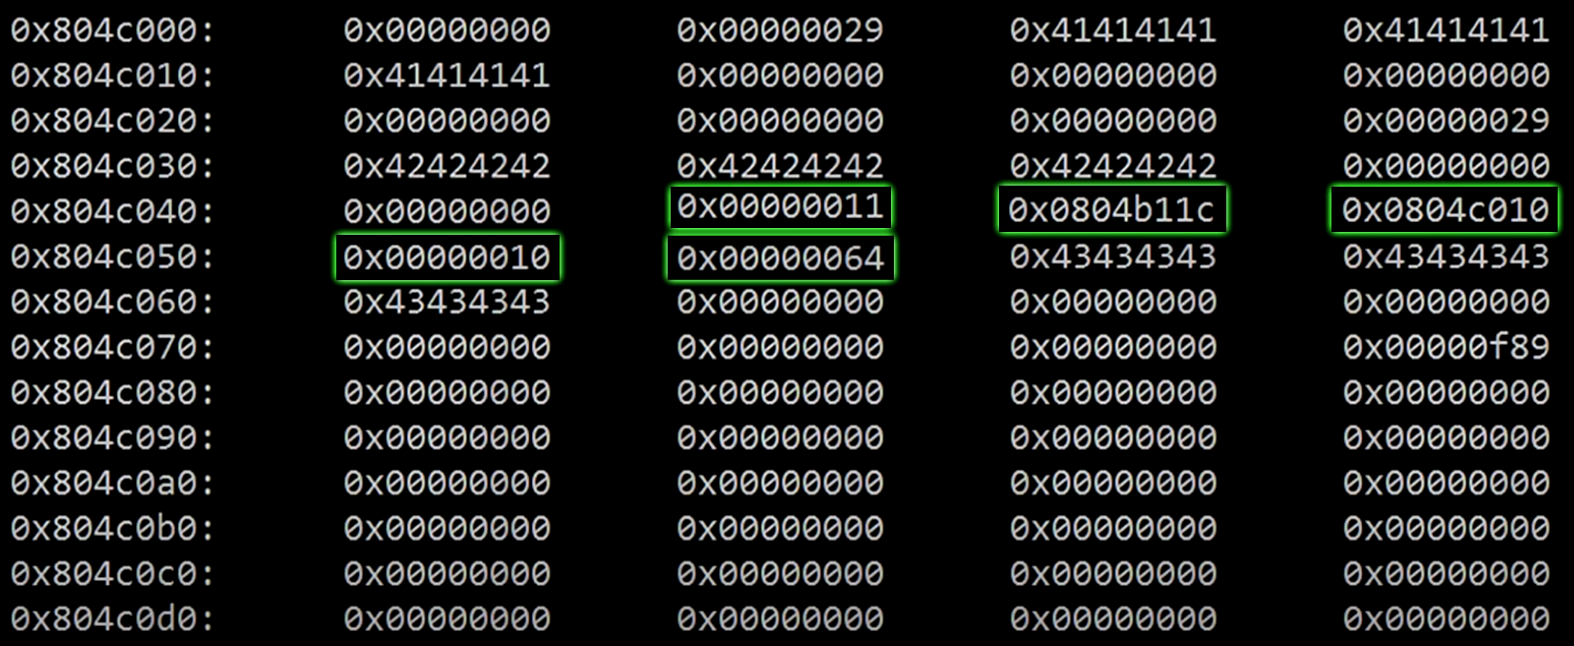 0x804c000: 0x00000000 0x00000029 0x41414141 0x41414141
0x804c010: 0x41414141 0x00000000 0x00000000 0x00000000
0x804c020: 0x00000000 0x00000000 0x00000000 0x00000029
0x804c030: 0x42424242 0x42424242 0x42424242 0x00000000
0x804c040: 0x00000000 0x00000011 0x0804b11c 0x0804c010
0x804c050: 0x00000010 0x00000064 0x43434343 0x43434343
0x804c060: 0x43434343 0x00000000 0x00000000 0x00000000
0x804c070: 0x00000000 0x00000000 0x00000000 0x00000f89
0x804c080: 0x00000000 0x00000000 0x00000000 0x00000000
0x804c090: 0x00000000 0x00000000 0x00000000 0x00000000
0x804c0a0: 0x00000000 0x00000000 0x00000000 0x00000000
0x804c0b0: 0x00000000 0x00000000 0x00000000 0x00000000
0x804c0c0: 0x00000000 0x00000000 0x00000000 0x00000000
0x804c0d0: 0x00000000 0x00000000 0x00000000 0x00000000